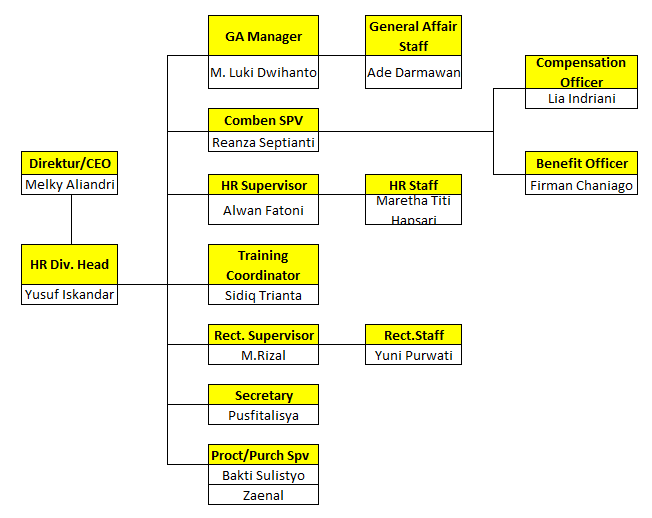 GA Manager
M. Luki Dwihanto
General Affair
Staff
Ade Darmawan
Compensation
Officer
Lia Indriani
Comben SPV
Reanza Septianti
Direktur/CEO
Melky Aliandri
Benefit Officer
Firman Chaniago
HR Supervisor
Alwan Fatoni
HR Staff
Maretha Titi
Hapsari
HR Div. Head
Yusuf Iskandar
Training
Coordinator
Sidiq Trianta
Rect. Supervisor
M.Rizal
Rect.Staff
Yuni Purwati
Secretary
Pusfitalisya
Proct/Purch Spv
Bakti Sulistyo
Zaenal